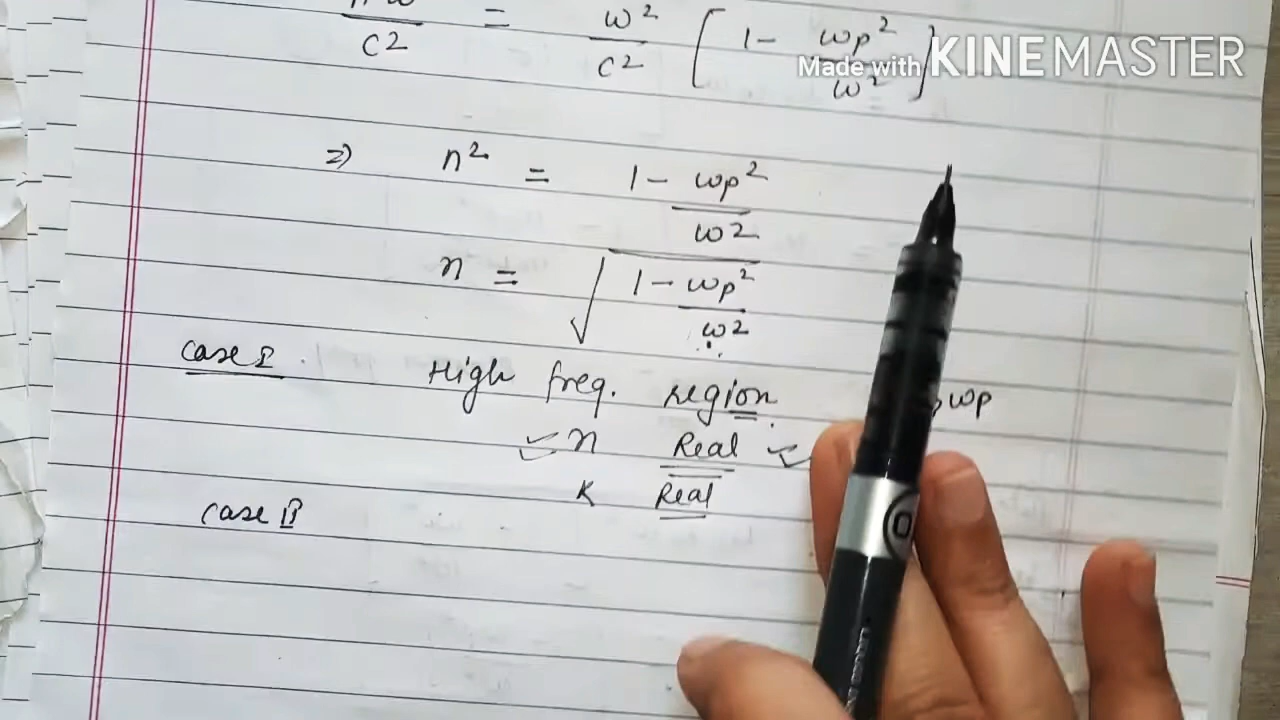 c2 = ω² / c2 [ 1 - ωp² / ω² ]
Made with KINEMASTER
⇒ n² = 1 - ωp² / ω2
n = √ 1 - ωp² / ω2
case I. High freq. region. ωp
n Real
K Real
case II